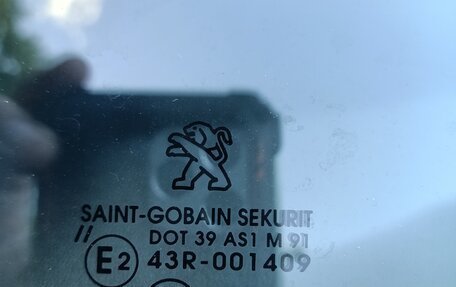 SAINT-GOBAIN SEKURIT
// DOT 39 AS1 M 91
E2 43R-001409